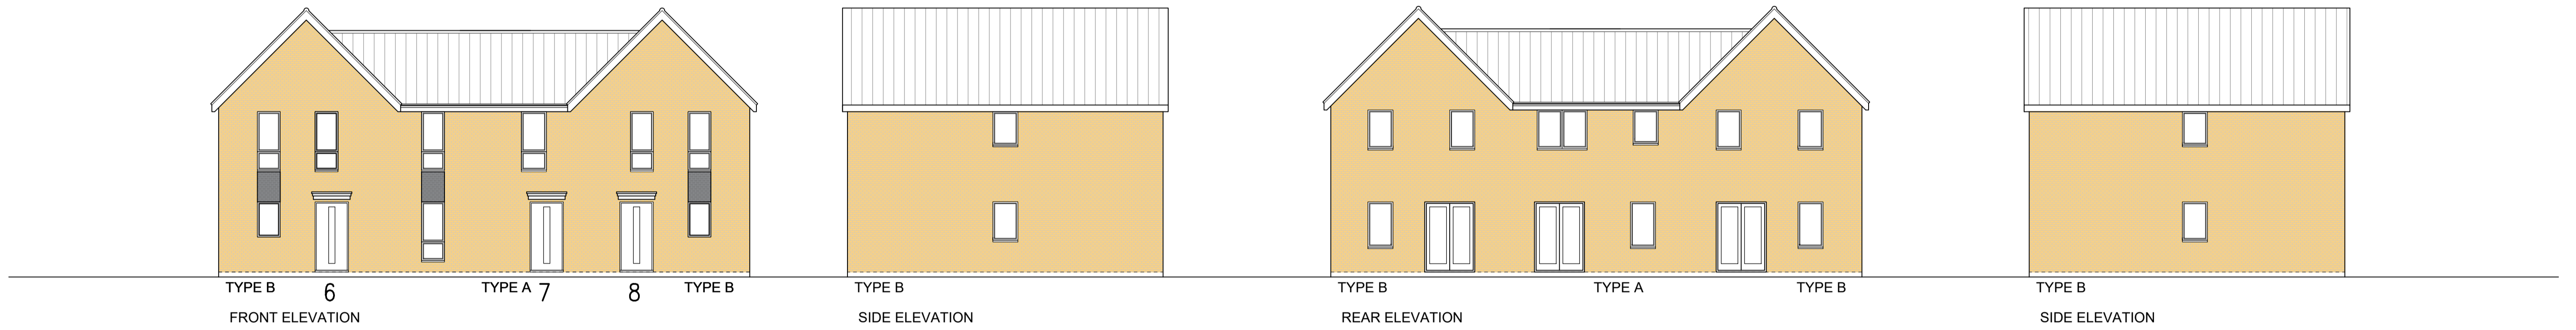 TYPE B 6 TYPE A 7 8 TYPE B
FRONT ELEVATION
TYPE B
SIDE ELEVATION
TYPE B TYPE A TYPE B
REAR ELEVATION
TYPE B
SIDE ELEVATION